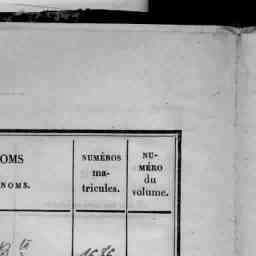 OMS
NOMS.
NUMÉROS
ma-
tricules.
NU-
MÉRO
du
volume.